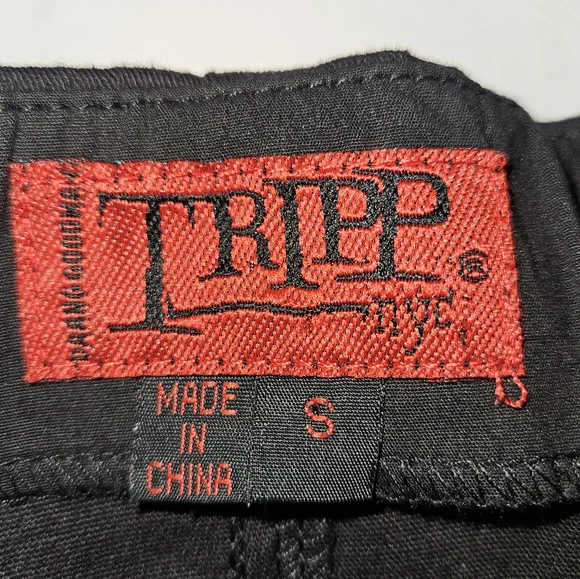 TRIPP ®
nyc
DAANG GOODMAN
MADE
IN
CHINA
S